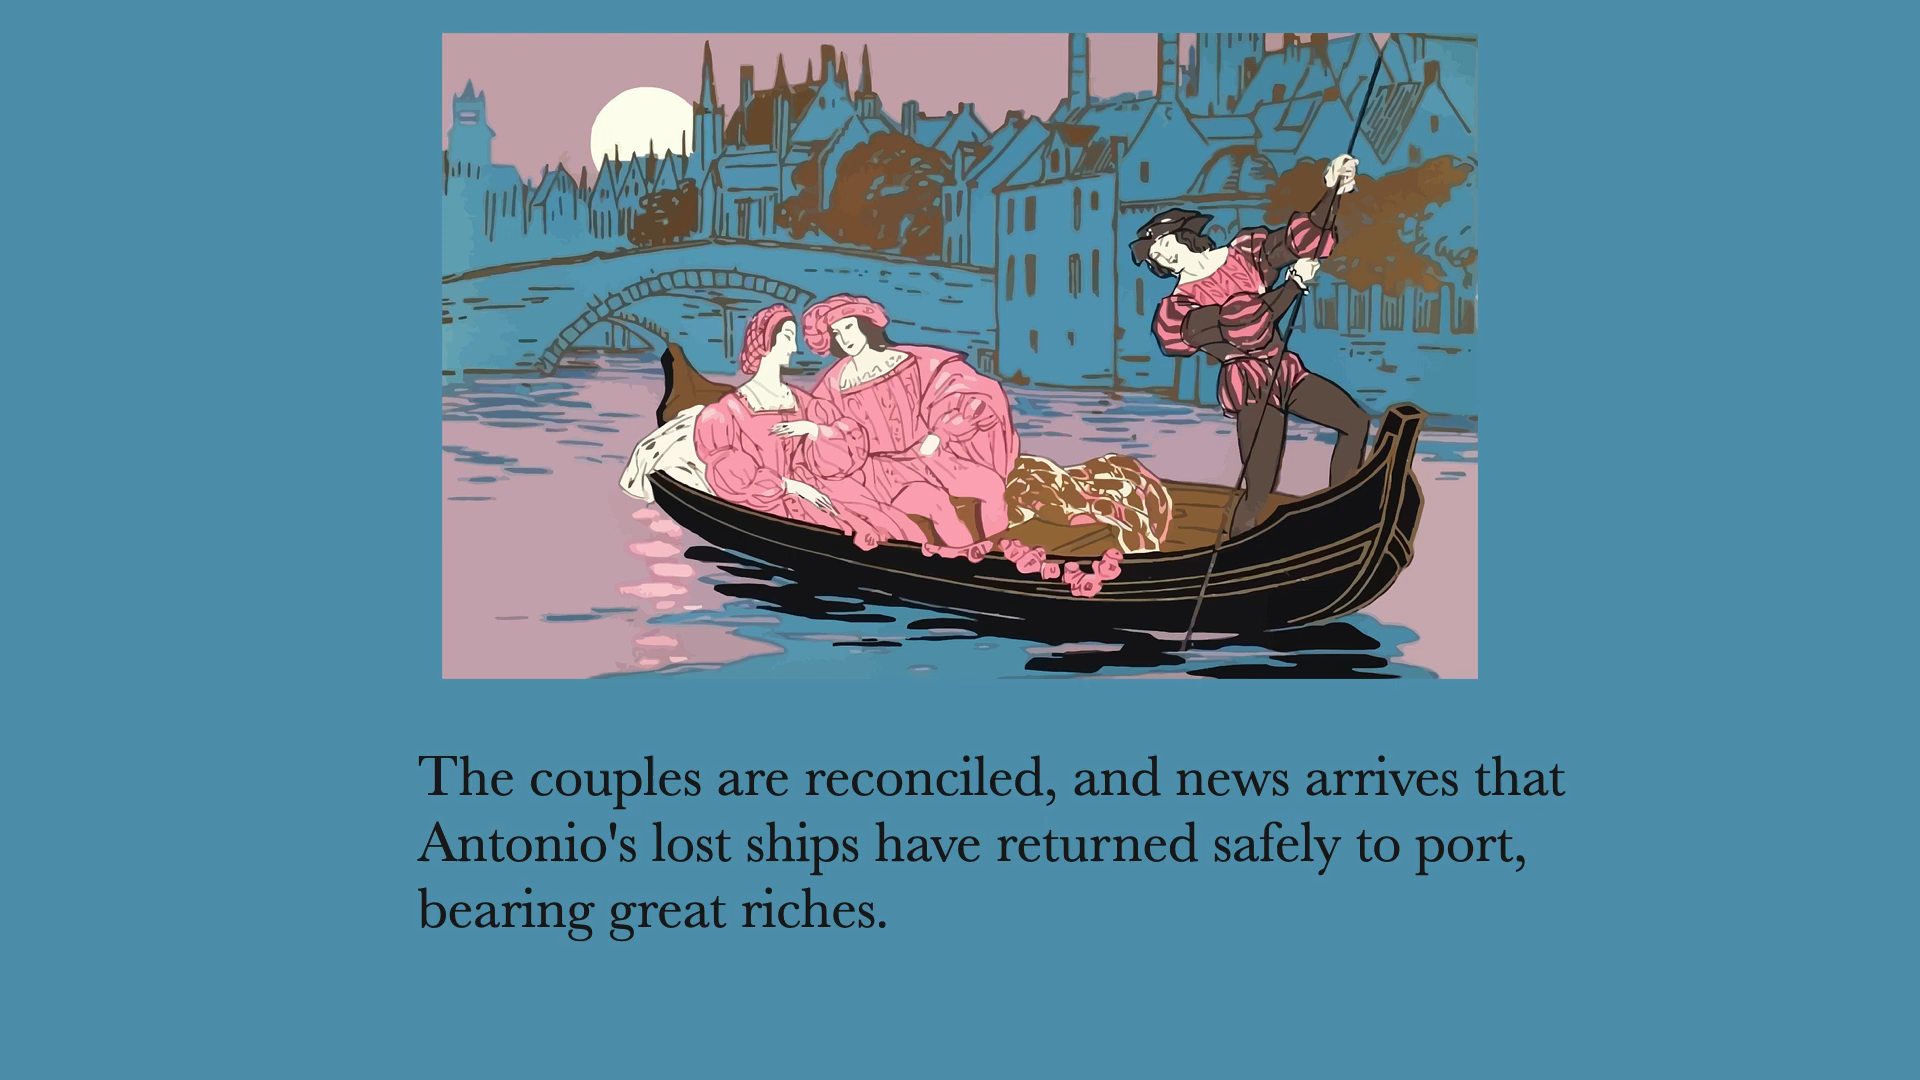 The couples are reconciled, and news arrives that
Antonio's lost ships have returned safely to port,
bearing great riches.